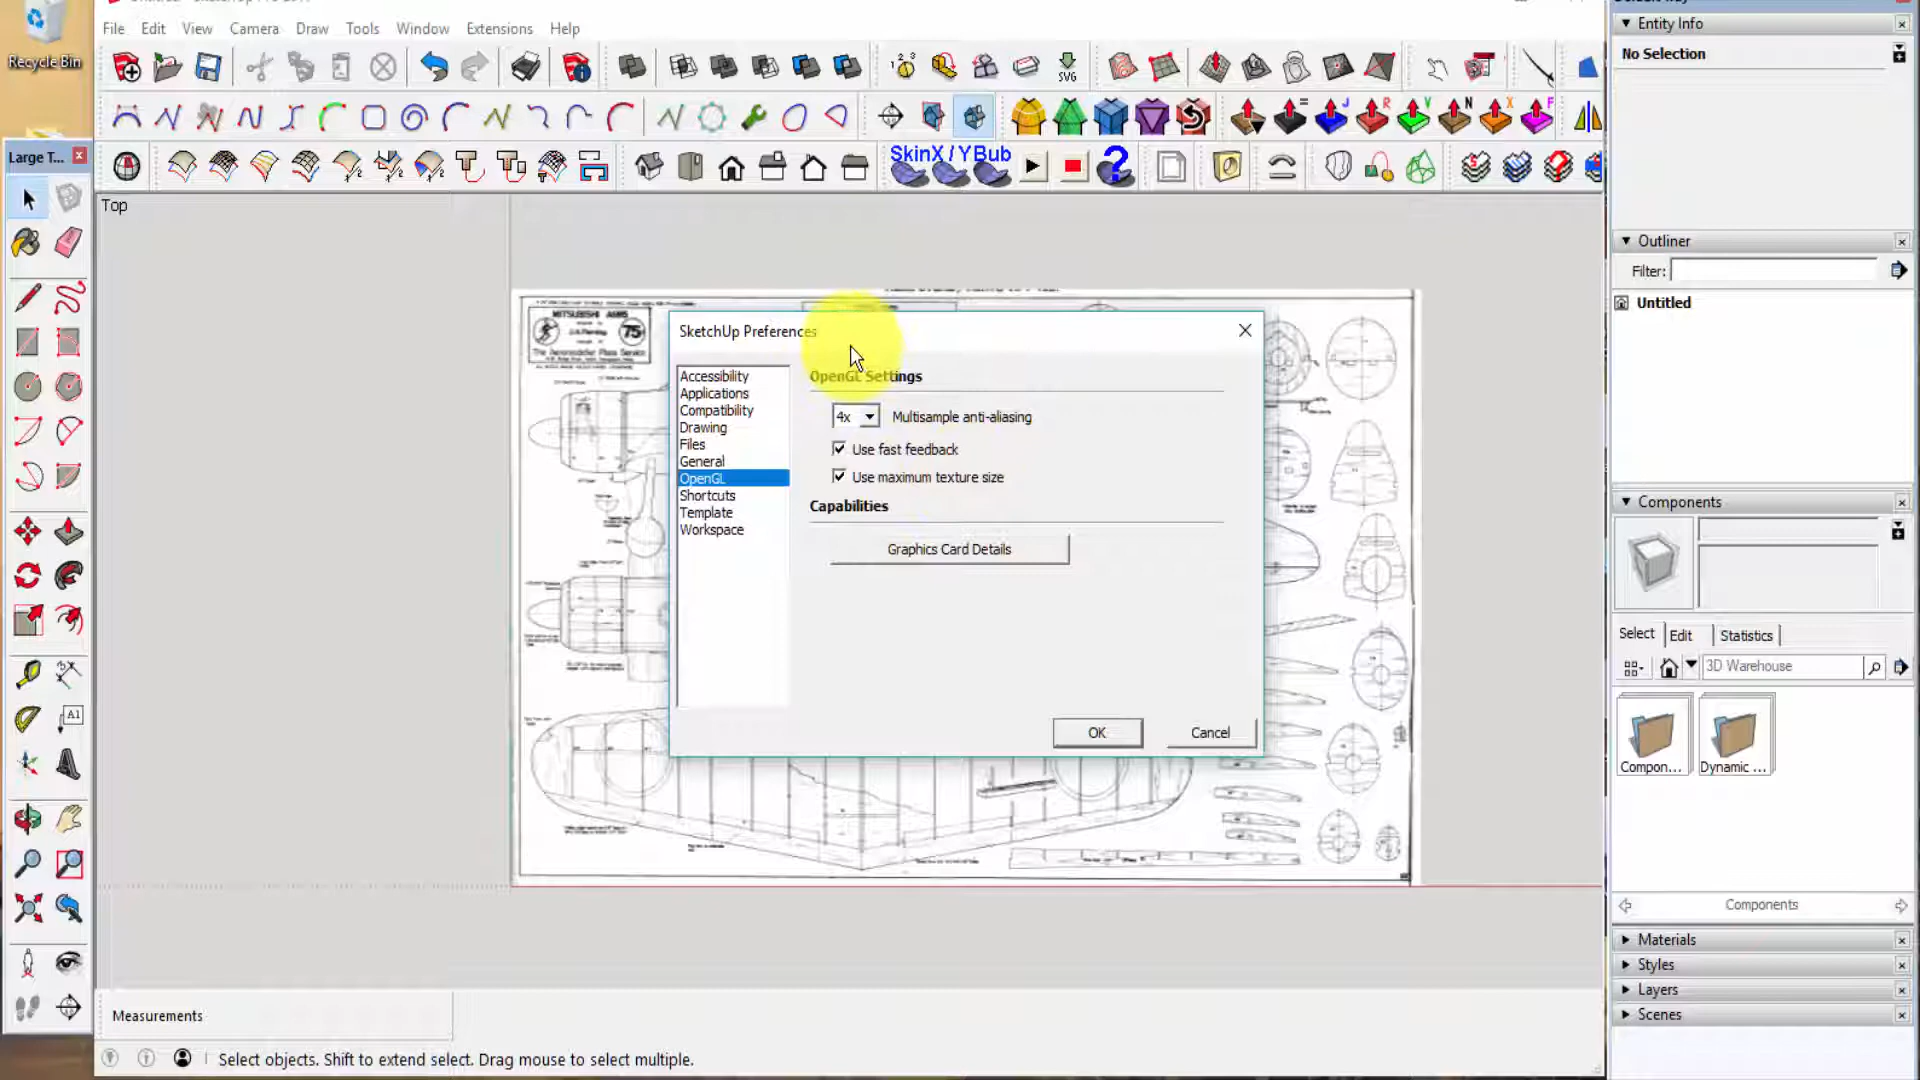 Recycle Bin
File Edit View Camera Draw Tools Window Extensions Help
SVG
J R V N X F
SkinX / YBub
Large T...
Top
A1
MITSUBISHI A5M5
75
SketchUp Preferences
Accessibility
Applications
Compatibility
Drawing
Files
General
OpenGL
Shortcuts
Template
Workspace
OpenGL Settings
4x Multisample anti-aliasing
Use fast feedback
Use maximum texture size
Capabilities
Graphics Card Details
OK Cancel
Entity Info
No Selection
Outliner
Filter:
Untitled
Components
Select Edit Statistics
3D Warehouse
Compon... Dynamic ...
Components
Materials
Styles
Layers
Scenes
Measurements
Select objects. Shift to extend select. Drag mouse to select multiple.